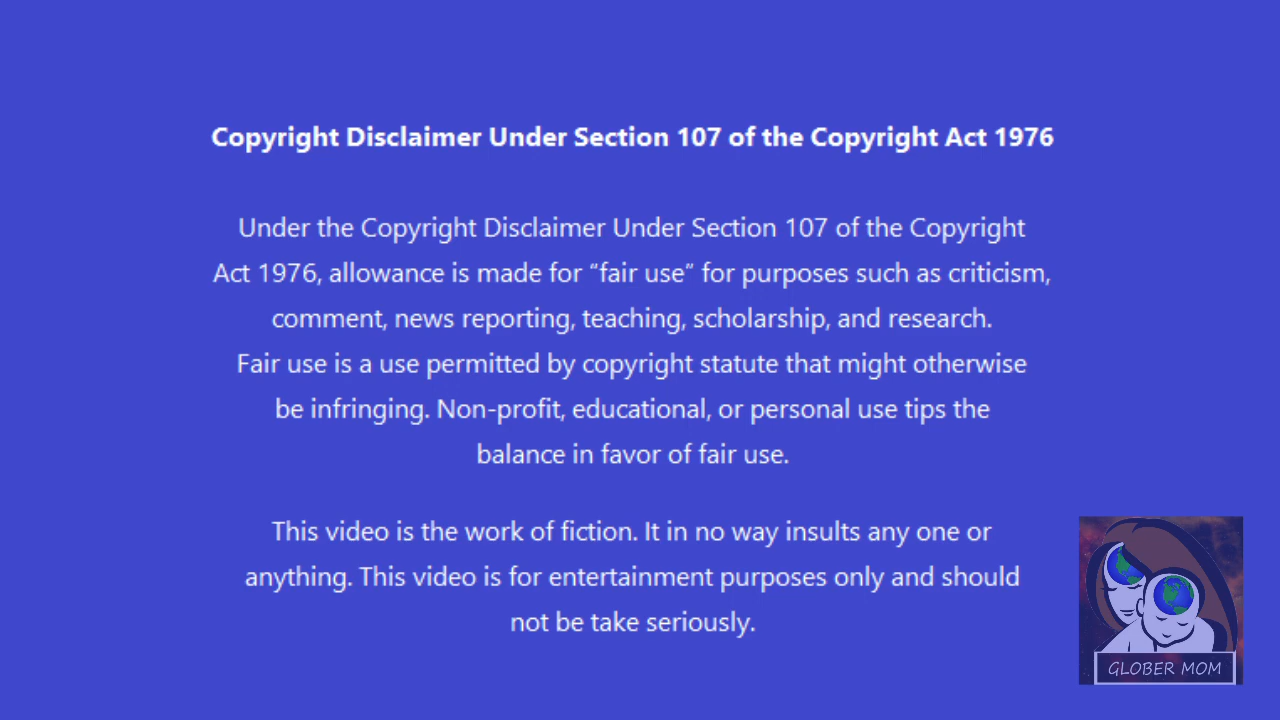 Copyright Disclaimer Under Section 107 of the Copyright Act 1976
Under the Copyright Disclaimer Under Section 107 of the Copyright
Act 1976, allowance is made for “fair use” for purposes such as criticism,
comment, news reporting, teaching, scholarship, and research.
Fair use is a use permitted by copyright statute that might otherwise
be infringing. Non-profit, educational, or personal use tips the
balance in favor of fair use.
This video is the work of fiction. It in no way insults any one or
anything. This video is for entertainment purposes only and should
not be take seriously.
GLOBER MOM